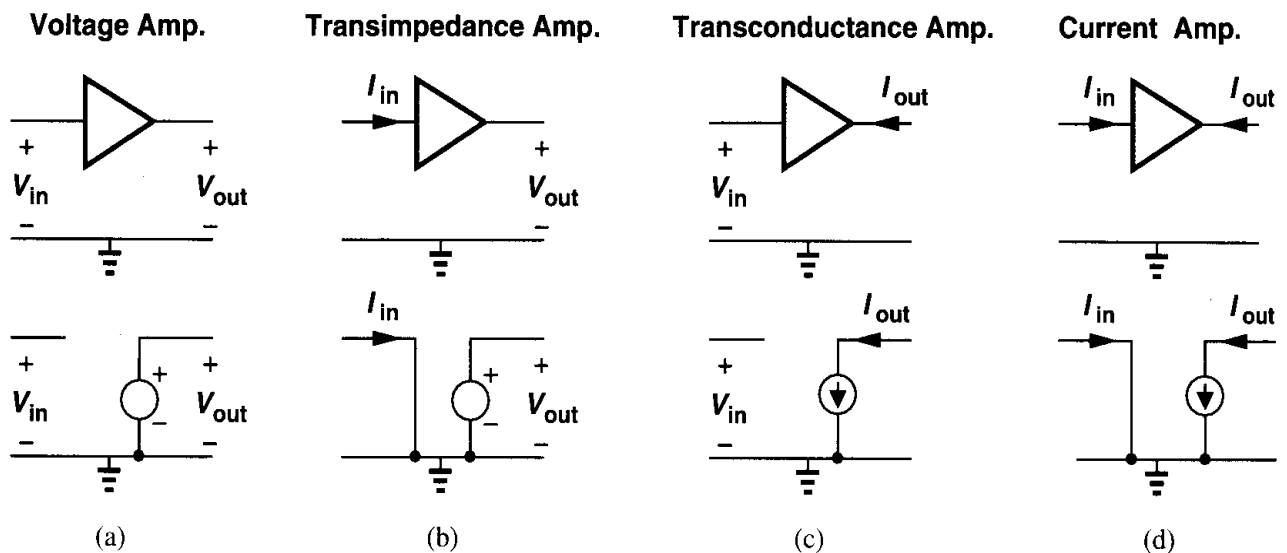 Voltage Amp. Transimpedance Amp. Transconductance Amp. Current Amp.
I in I out I in I out
+ + + +
V in V out V out V in
− − − −
I in I out I in I out
+ + + + + +
V in V out V out V in
− − − − − −
(a) (b) (c) (d)